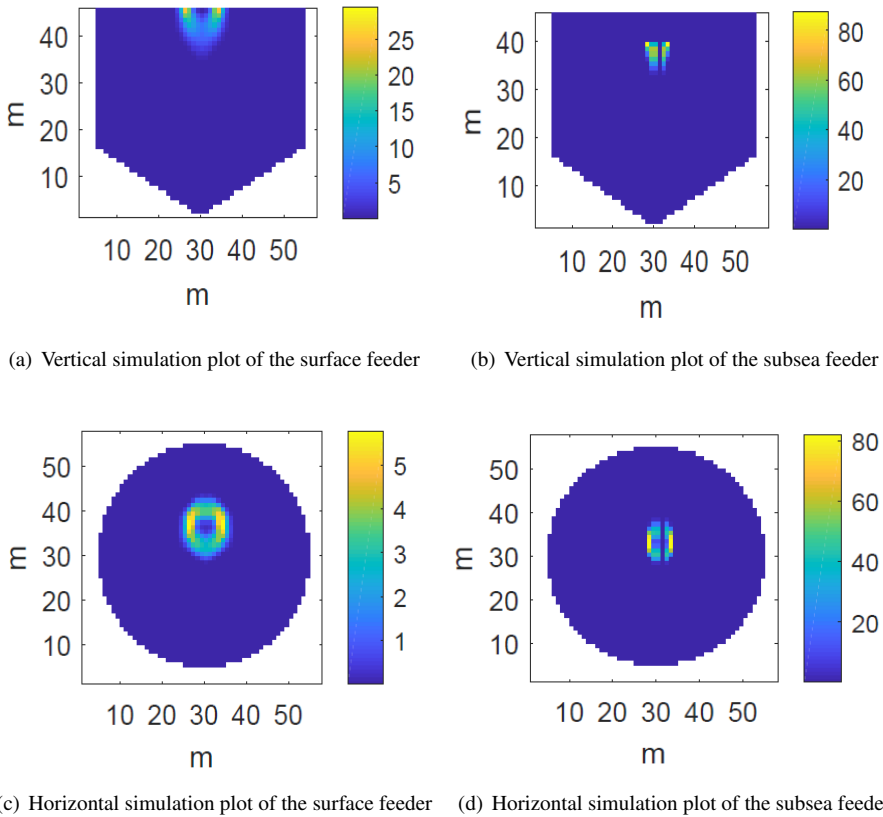 40
30
20
10
m
10 20 30 40 50
m
25
20
15
10
5
40
30
20
10
m
10 20 30 40 50
m
80
60
40
20
(a) Vertical simulation plot of the surface feeder
(b) Vertical simulation plot of the subsea feeder
50
40
30
20
10
m
10 20 30 40 50
m
5
4
3
2
1
50
40
30
20
10
m
10 20 30 40 50
m
80
60
40
20
c) Horizontal simulation plot of the surface feeder
(d) Horizontal simulation plot of the subsea feede